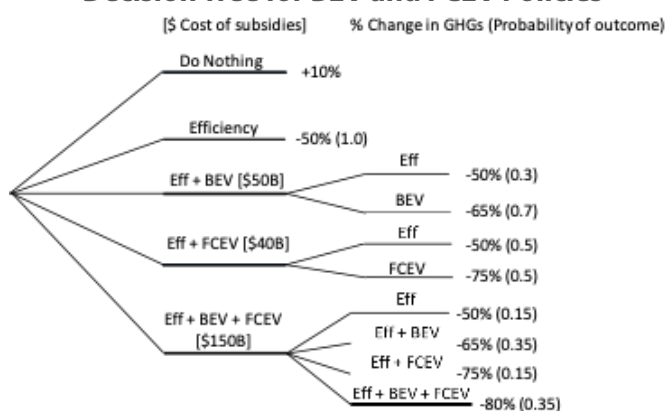 Decision Tree for BEV and FCEV Policies
[$ Cost of subsidies] % Change in GHGs (Probability of outcome)
Do Nothing
+10%
Efficiency
-50% (1.0)
Eff + BEV [$50B]
Eff
-50% (0.3)
BEV
-65% (0.7)
Eff + FCEV [$40B]
Eff
-50% (0.5)
FCEV
-75% (0.5)
Eff + BEV + FCEV
[$150B]
Eff
-50% (0.15)
Eff + BEV
-65% (0.35)
Eff + FCEV
-75% (0.15)
Eff + BEV + FCEV
-80% (0.35)